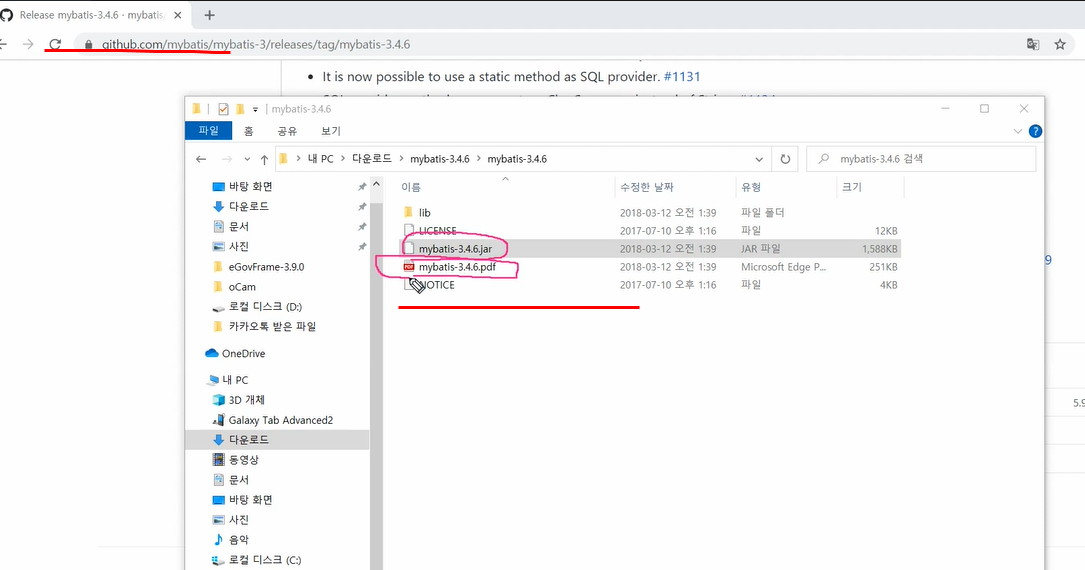 Release mybatis-3.4.6 · mybatis
github.com/mybatis/mybatis-3/releases/tag/mybatis-3.4.6
It is now possible to use a static method as SQL provider. #1131
mybatis-3.4.6
파일 홈 공유 보기
내 PC > 다운로드 > mybatis-3.4.6 > mybatis-3.4.6
mybatis-3.4.6 검색
바탕 화면
다운로드
문서
사진
eGovFrame-3.9.0
oCam
로컬 디스크 (D:)
카카오톡 받은 파일
OneDrive
내 PC
3D 개체
Galaxy Tab Advanced2
다운로드
동영상
문서
바탕 화면
사진
음악
로컬 디스크 (C:)
이름 수정한 날짜 유형 크기
lib 2018-03-12 오전 1:39 파일 폴더
LICENSE 2017-07-10 오후 1:16 파일 12KB
mybatis-3.4.6.jar 2018-03-12 오전 1:39 JAR 파일 1,588KB
mybatis-3.4.6.pdf 2018-03-12 오전 1:39 Microsoft Edge P... 251KB
NOTICE 2017-07-10 오후 1:16 파일 4KB
9
5.9